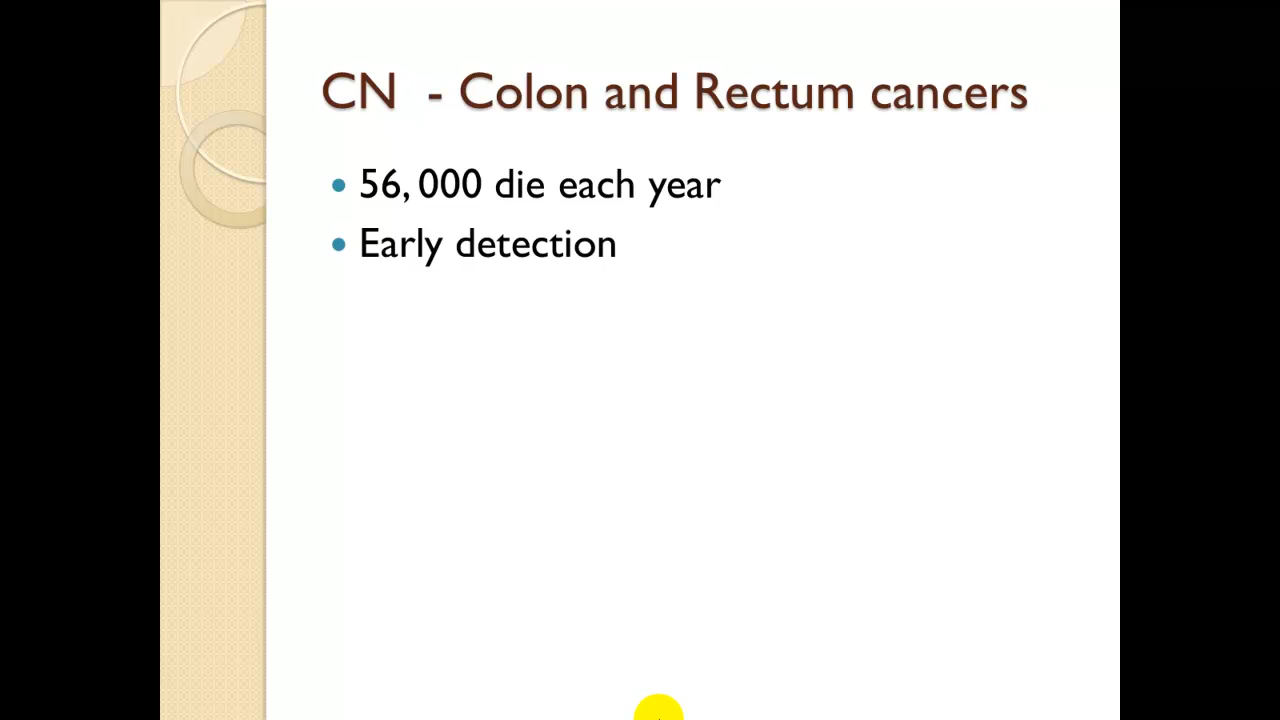 CN - Colon and Rectum cancers
56, 000 die each year
Early detection